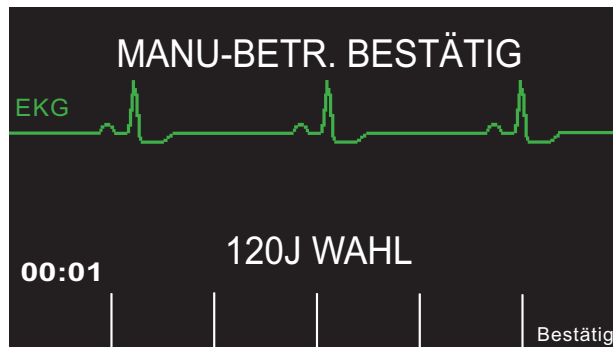 MANU-BETR. BESTÄTIG
EKG
120J WAHL
00:01
Bestätig